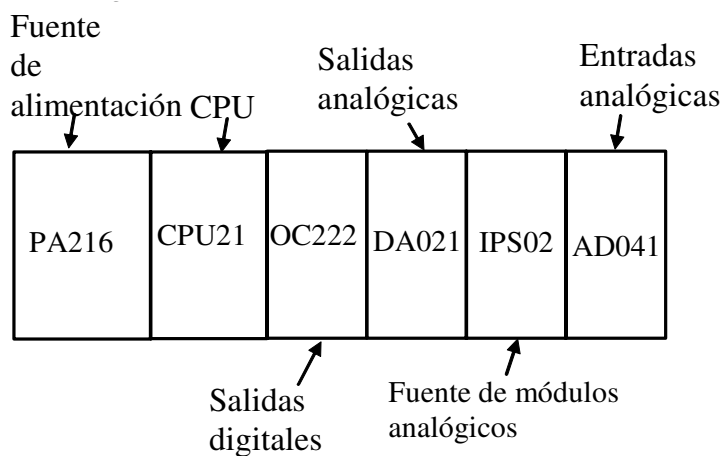 Fuente
de
alimentación CPU
Salidas
analógicas
Entradas
analógicas
PA216
CPU21
OC222
DA021
IPS02
AD041
Salidas
digitales
Fuente de módulos
analógicos